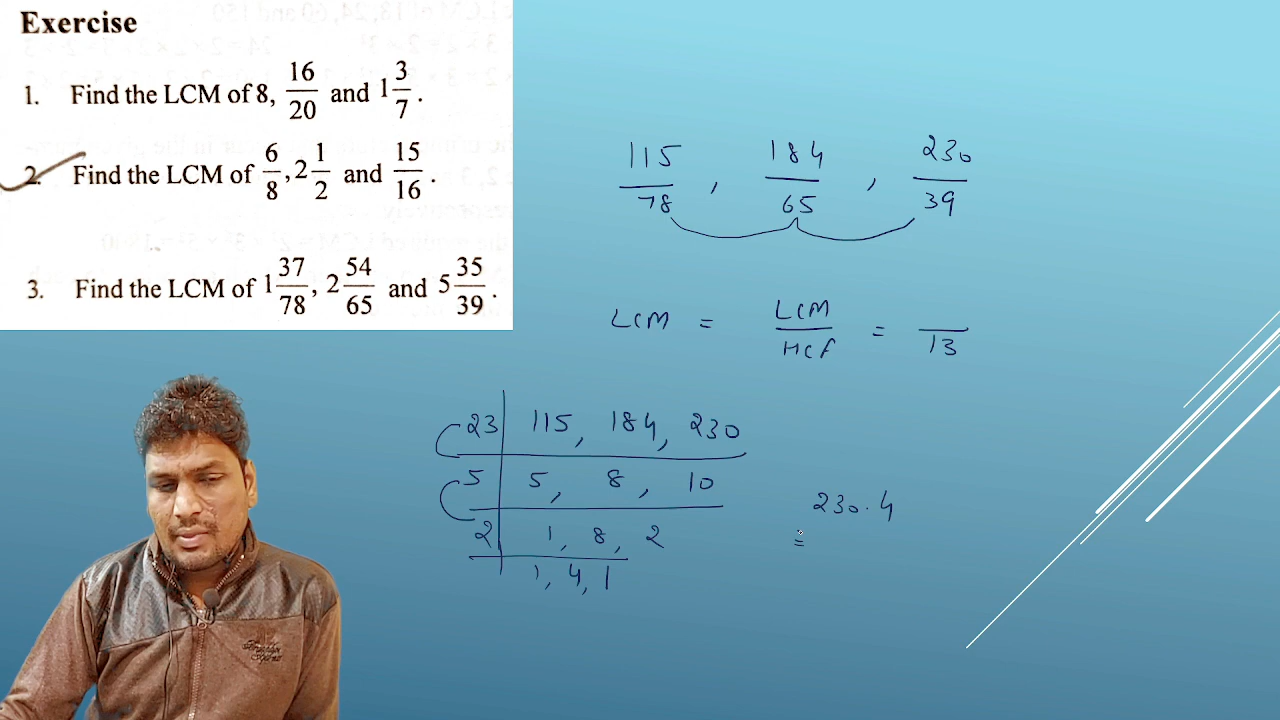 Exercise
1. Find the LCM of 8, 16/20 and 1 3/7.
2. Find the LCM of 6/8, 2 1/2 and 15/16.
3. Find the LCM of 1 37/78, 2 54/65 and 5 35/39.
115/78 , 184/65 , 230/39
LCM = LCM/HCF = /13
23 | 115, 184, 230
5 | 5, 8, 10
2 | 1, 8, 2
1, 4, 1
230.4
=